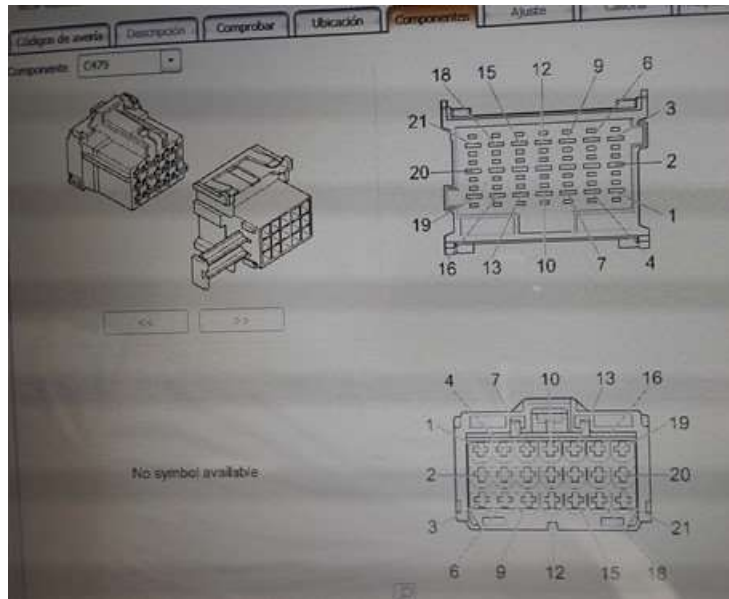 Códigos de avería Descripción Comprobar Ubicación Componentes Ajuste
Componente C479
18 15 12 9 6
21 3
20 2
19 1
16 13 10 7 4
<< >>
4 7 10 13 16
1 19
No symbol available
2 20
3 21
6 9 12 15 18